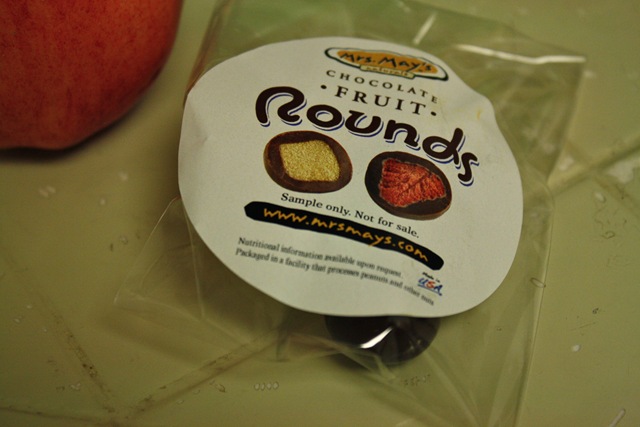 Mrs. May's
naturals
CHOCOLATE
• FRUIT •
Rounds
Sample only. Not for sale.
www.mrsmays.com
Nutritional information available upon request.
Packaged in a facility that processes peanuts and other nuts
Made in
USA